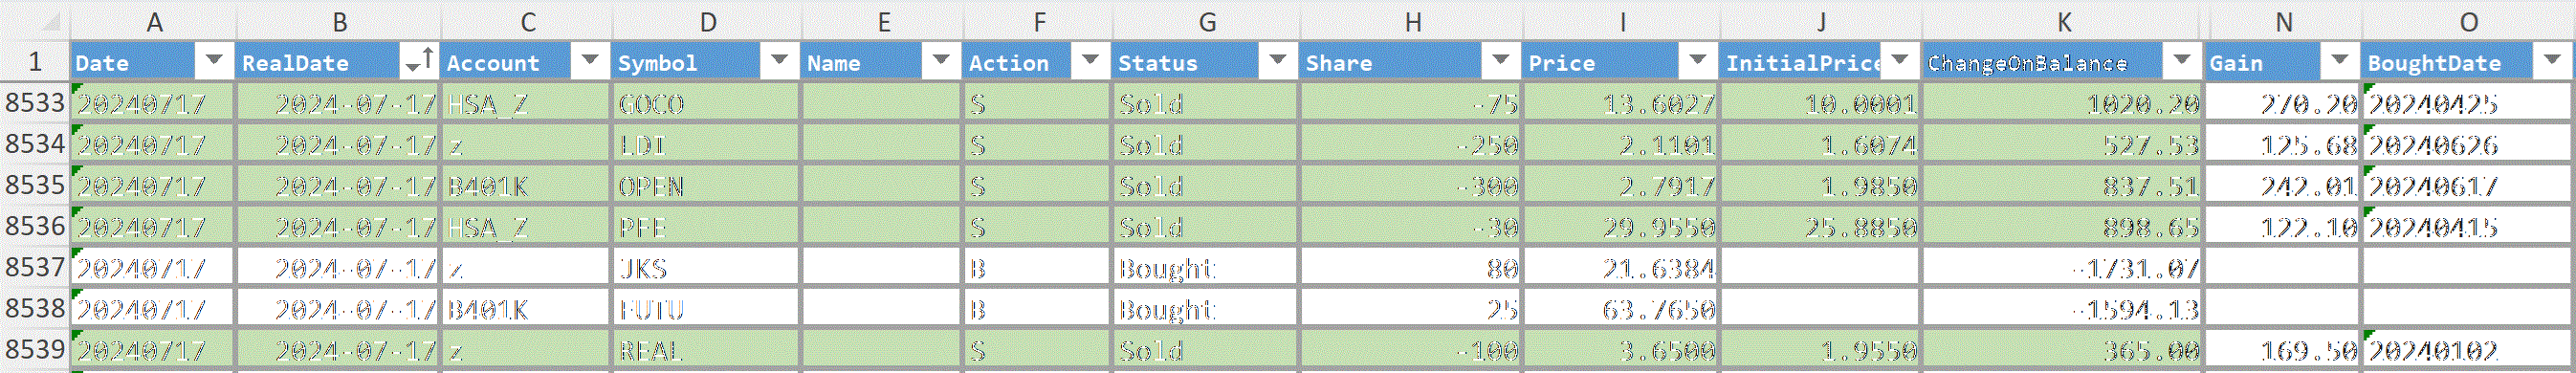 A B C D E F G H I J K N O
1 Date RealDate Account Symbol Name Action Status Share Price InitialPrice ChangeOnBalance Gain BoughtDate
8533 20240717 2024-07-17 HSA_Z GOCO S Sold -75 13.6027 10.0001 1020.20 270.20 20240425
8534 20240717 2024-07-17 z LDI S Sold -250 2.1101 1.6074 527.53 125.68 20240626
8535 20240717 2024-07-17 B401K OPEN S Sold -300 2.7917 1.9850 837.51 242.01 20240617
8536 20240717 2024-07-17 HSA_Z PFE S Sold -30 29.9550 25.8850 898.65 122.10 20240415
8537 20240717 2024-07-17 z JKS B Bought 80 21.6384 -1731.07
8538 20240717 2024-07-17 B401K FUTU B Bought 25 63.7650 -1594.13
8539 20240717 2024-07-17 z REAL S Sold -100 3.6500 1.9550 365.00 169.50 20240102